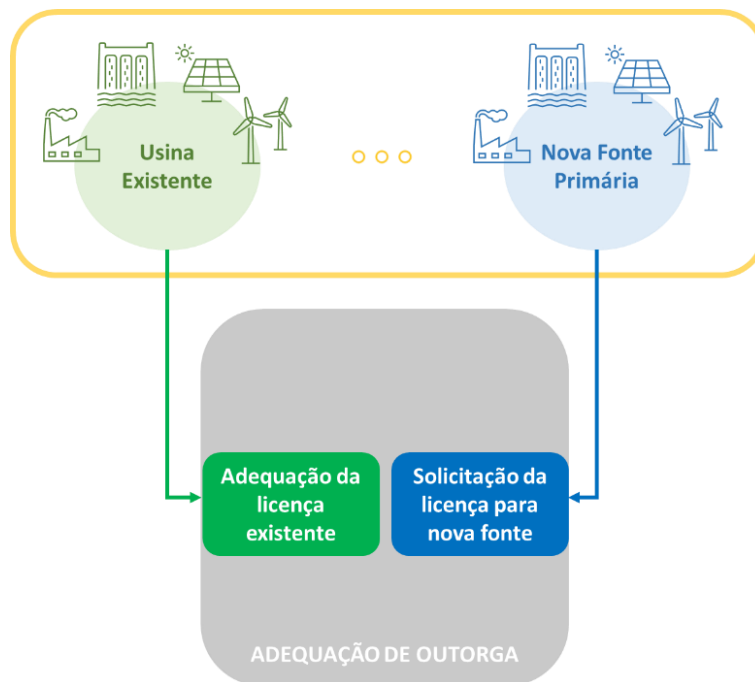 Usina
Existente
Nova Fonte
Primária
Adequação da
licença
existente
Solicitação da
licença para
nova fonte
ADEQUAÇÃO DE OUTORGA